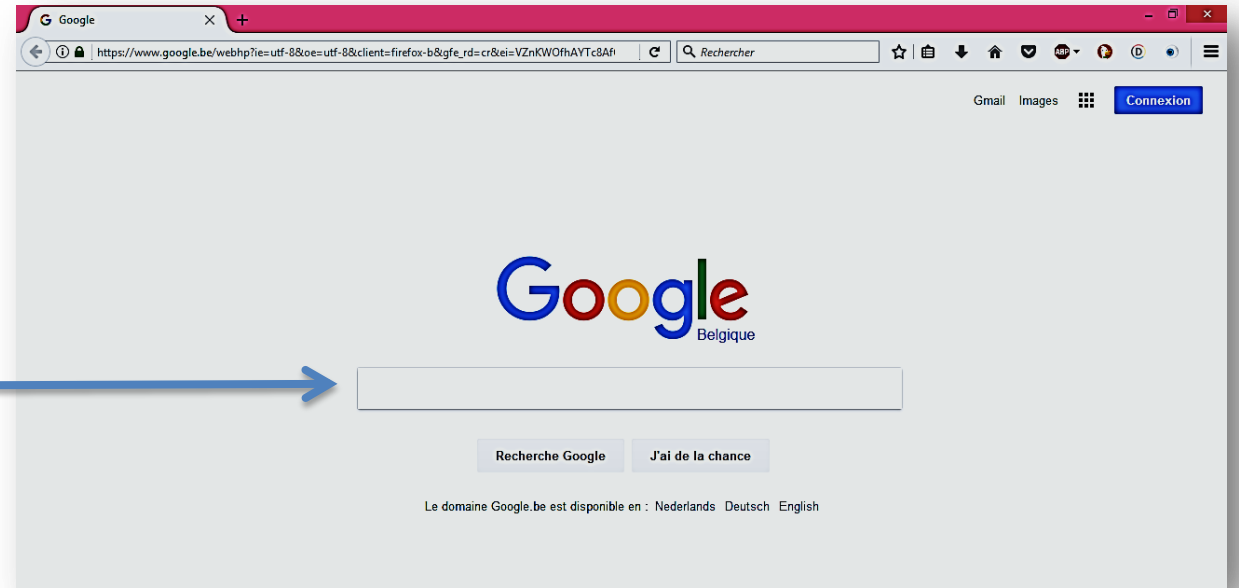 Google
https://www.google.be/webhp?ie=utf-8&oe=utf-8&client=firefox-b&gfe_rd=cr&ei=VZnKWOfhAYTc8Af
Rechercher
ABP
Gmail Images Connexion
Google
Belgique
Recherche Google J'ai de la chance
Le domaine Google.be est disponible en : Nederlands Deutsch English